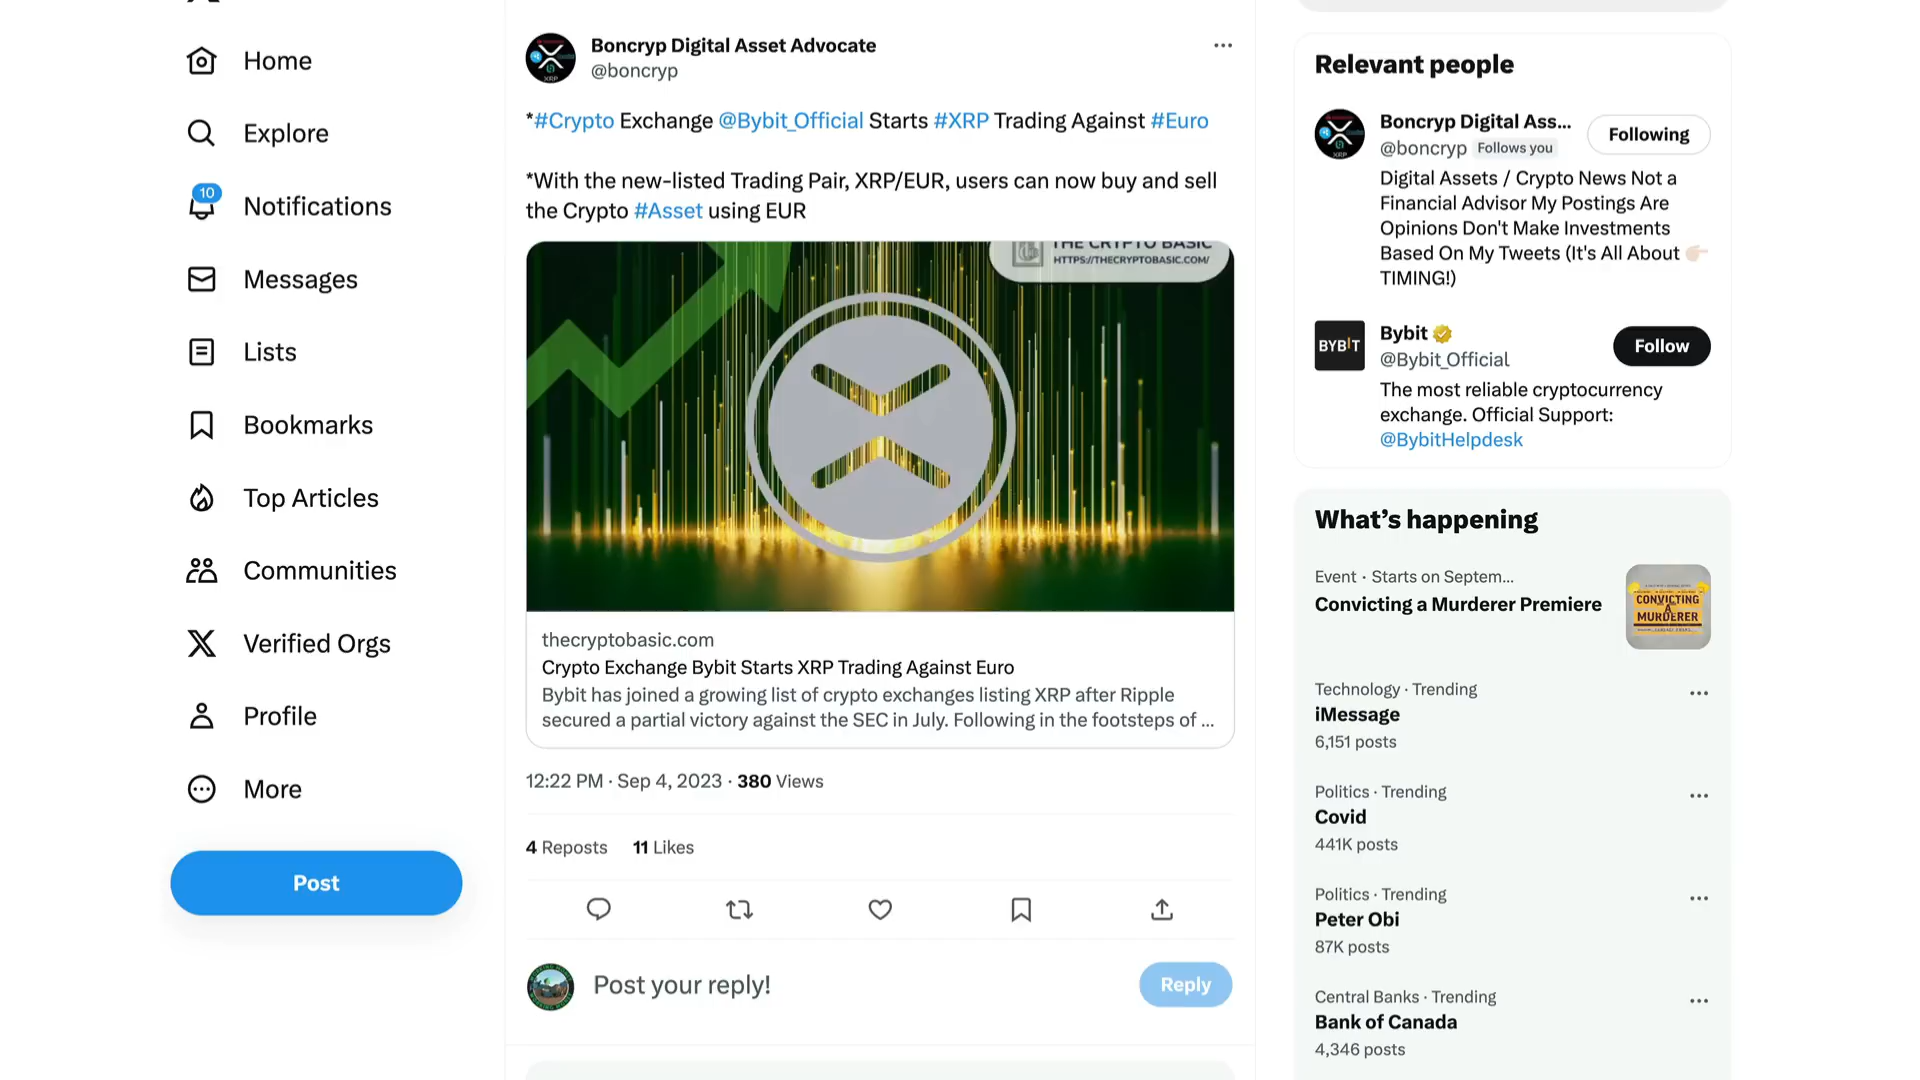 Home
Explore
10
Notifications
Messages
Lists
Bookmarks
Top Articles
Communities
Verified Orgs
Profile
More
Post
Boncryp Digital Asset Advocate
@boncryp
*#Crypto Exchange @Bybit_Official Starts #XRP Trading Against #Euro
*With the new-listed Trading Pair, XRP/EUR, users can now buy and sell
the Crypto #Asset using EUR
THE CRYPTO BASIC
HTTPS://THECRYPTOBASIC.COM/
thecryptobasic.com
Crypto Exchange Bybit Starts XRP Trading Against Euro
Bybit has joined a growing list of crypto exchanges listing XRP after Ripple
secured a partial victory against the SEC in July. Following in the footsteps of ...
12:22 PM · Sep 4, 2023 · 380 Views
4 Reposts 11 Likes
Post your reply!
Reply
Relevant people
Boncryp Digital Ass...
@boncryp Follows you
Following
Digital Assets / Crypto News Not a
Financial Advisor My Postings Are
Opinions Don't Make Investments
Based On My Tweets (It's All About 👉🏻
TIMING!)
BYBIT
Bybit
@Bybit_Official
Follow
The most reliable cryptocurrency
exchange. Official Support:
@BybitHelpdesk
What's happening
Event · Starts on Septem...
Convicting a Murderer Premiere
CONVICTING
A
MURDERER
Technology · Trending
iMessage
6,151 posts
Politics · Trending
Covid
441K posts
Politics · Trending
Peter Obi
87K posts
Central Banks · Trending
Bank of Canada
4,346 posts